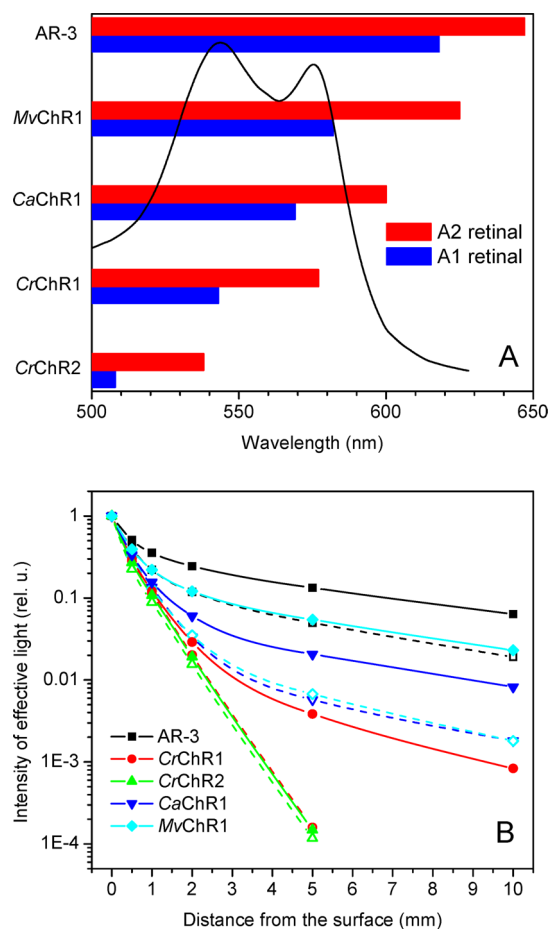 AR-3
MvChR1
CaChR1
A2 retinal
A1 retinal
CrChR1
A
CrChR2
500 550 600 650
Wavelength (nm)
1
0.1
0.01
1E-3
1E-4
Intensity of effective light (rel. u.)
AR-3
CrChR1
CrChR2
CaChR1
MvChR1
B
0 1 2 3 4 5 6 7 8 9 10
Distance from the surface (mm)